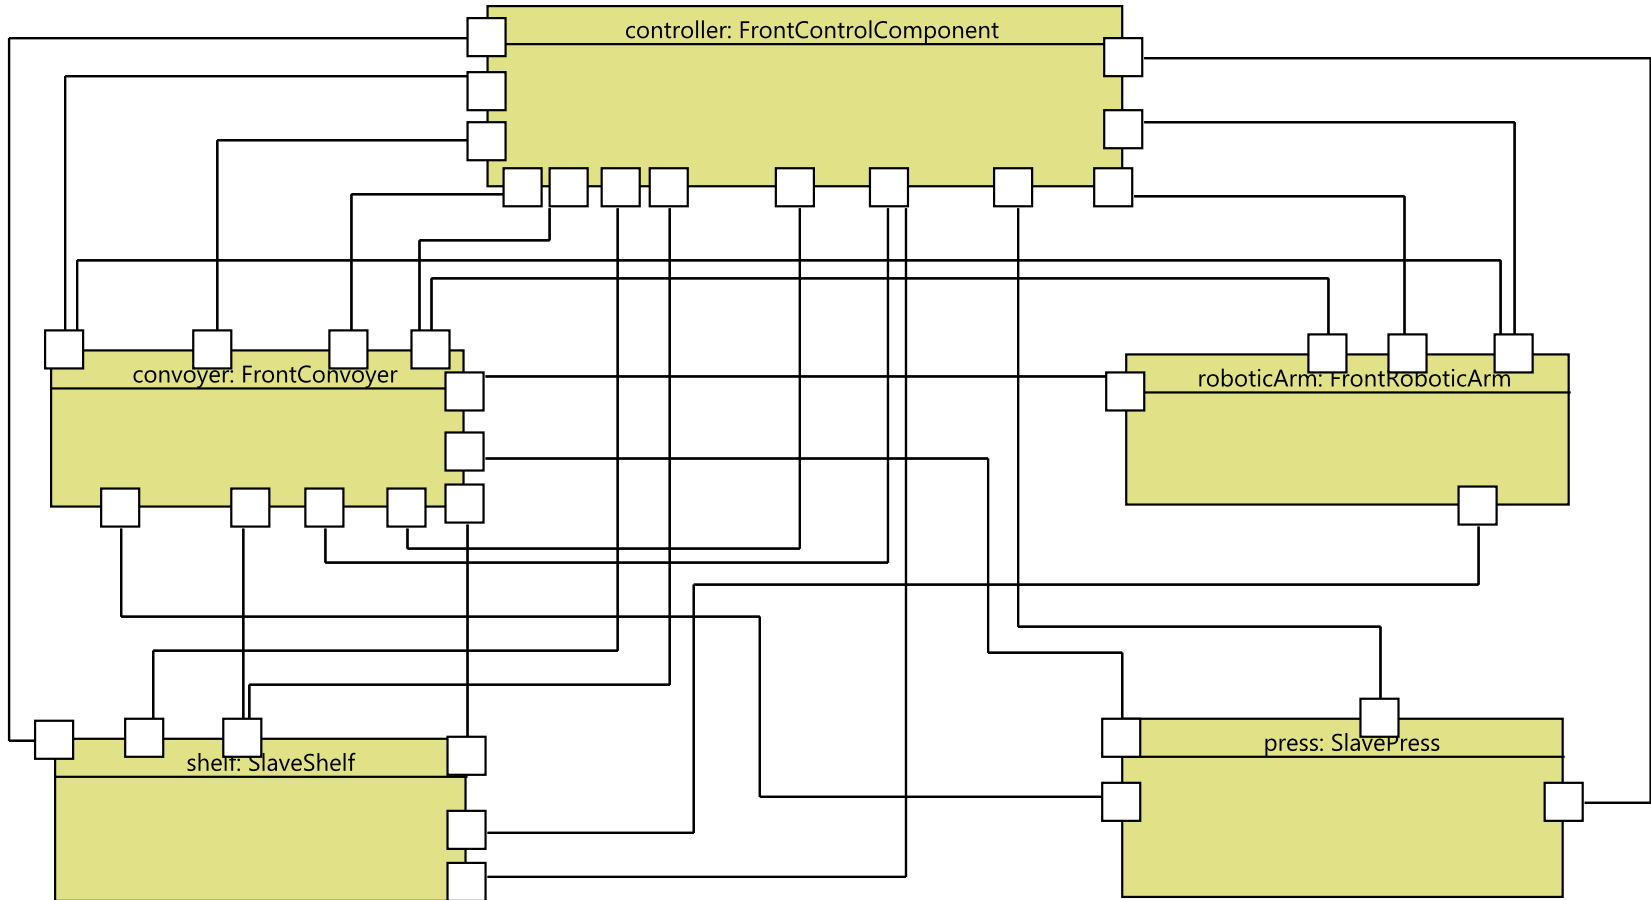 controller: FrontControlComponent
convoyer: FrontConvoyer
roboticArm: FrontRoboticArm
shelf: SlaveShelf
press: SlavePress